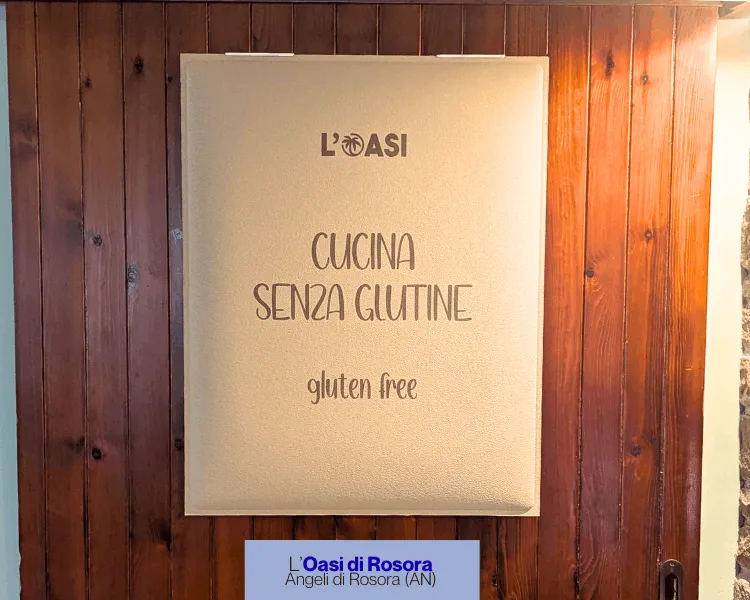 L'OASI
CUCINA
SENZA GLUTINE
gluten free
L'Oasi di Rosora
Angeli di Rosora (AN)